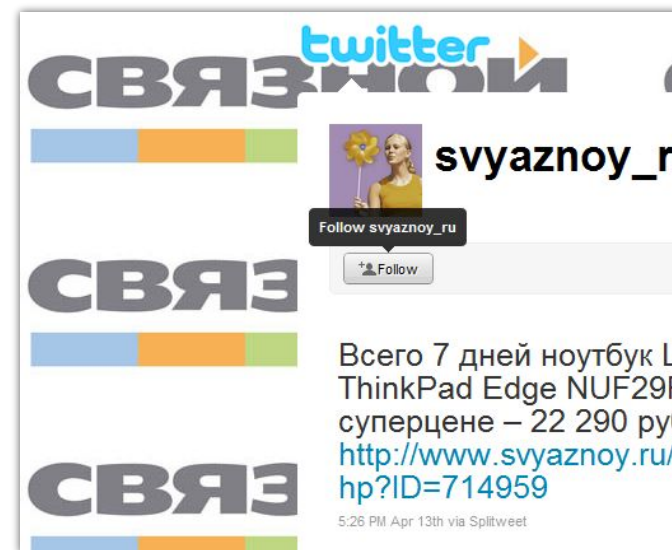 twitter
СВЯЗНОЙ
svyaznoy_r
Follow svyaznoy_ru
Follow
СВЯЗ
Всего 7 дней ноутбук L
ThinkPad Edge NUF29
суперцене – 22 290 ру
http://www.svyaznoy.ru/
hp?ID=714959
СВЯЗ
5:26 PM Apr 13th via Splitweet